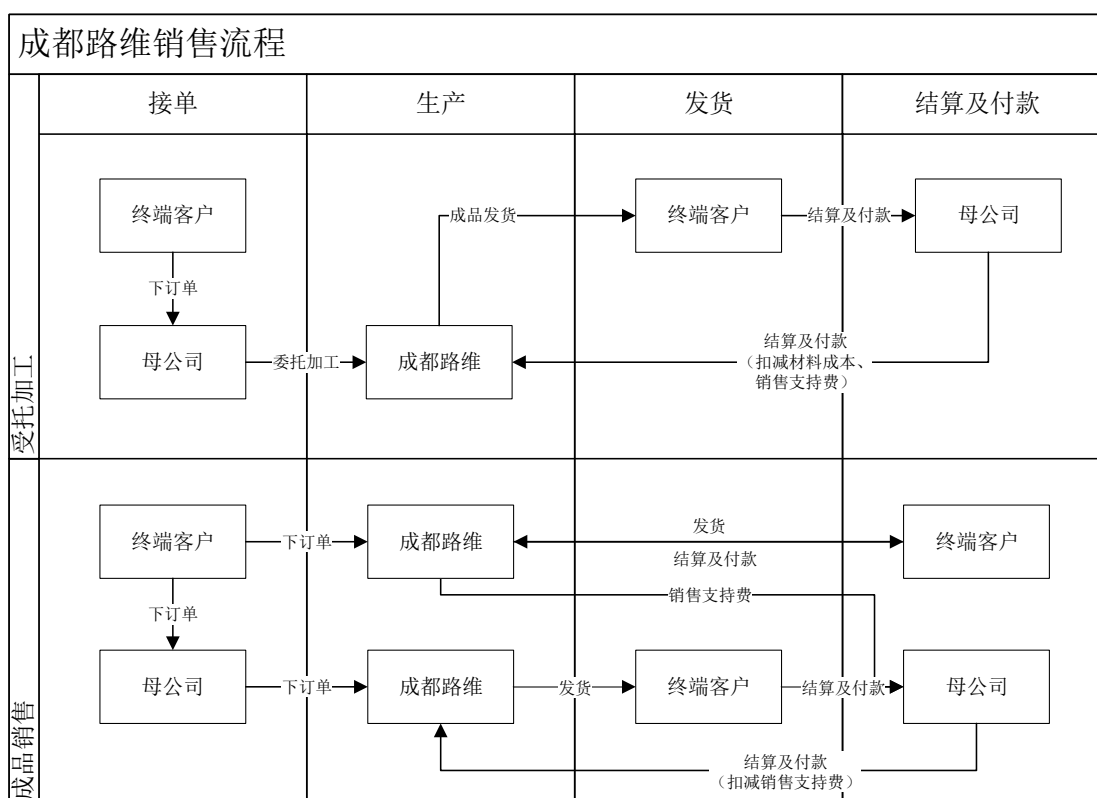 成都路维销售流程
接单
生产
发货
结算及付款
受托加工
终端客户
成品发货
终端客户
结算及付款
母公司
下订单
母公司
委托加工
成都路维
结算及付款
（扣减材料成本、
销售支持费）
成品销售
终端客户
下订单
成都路维
发货
结算及付款
终端客户
销售支持费
下订单
母公司
下订单
成都路维
发货
终端客户
结算及付款
母公司
结算及付款
（扣减销售支持费）